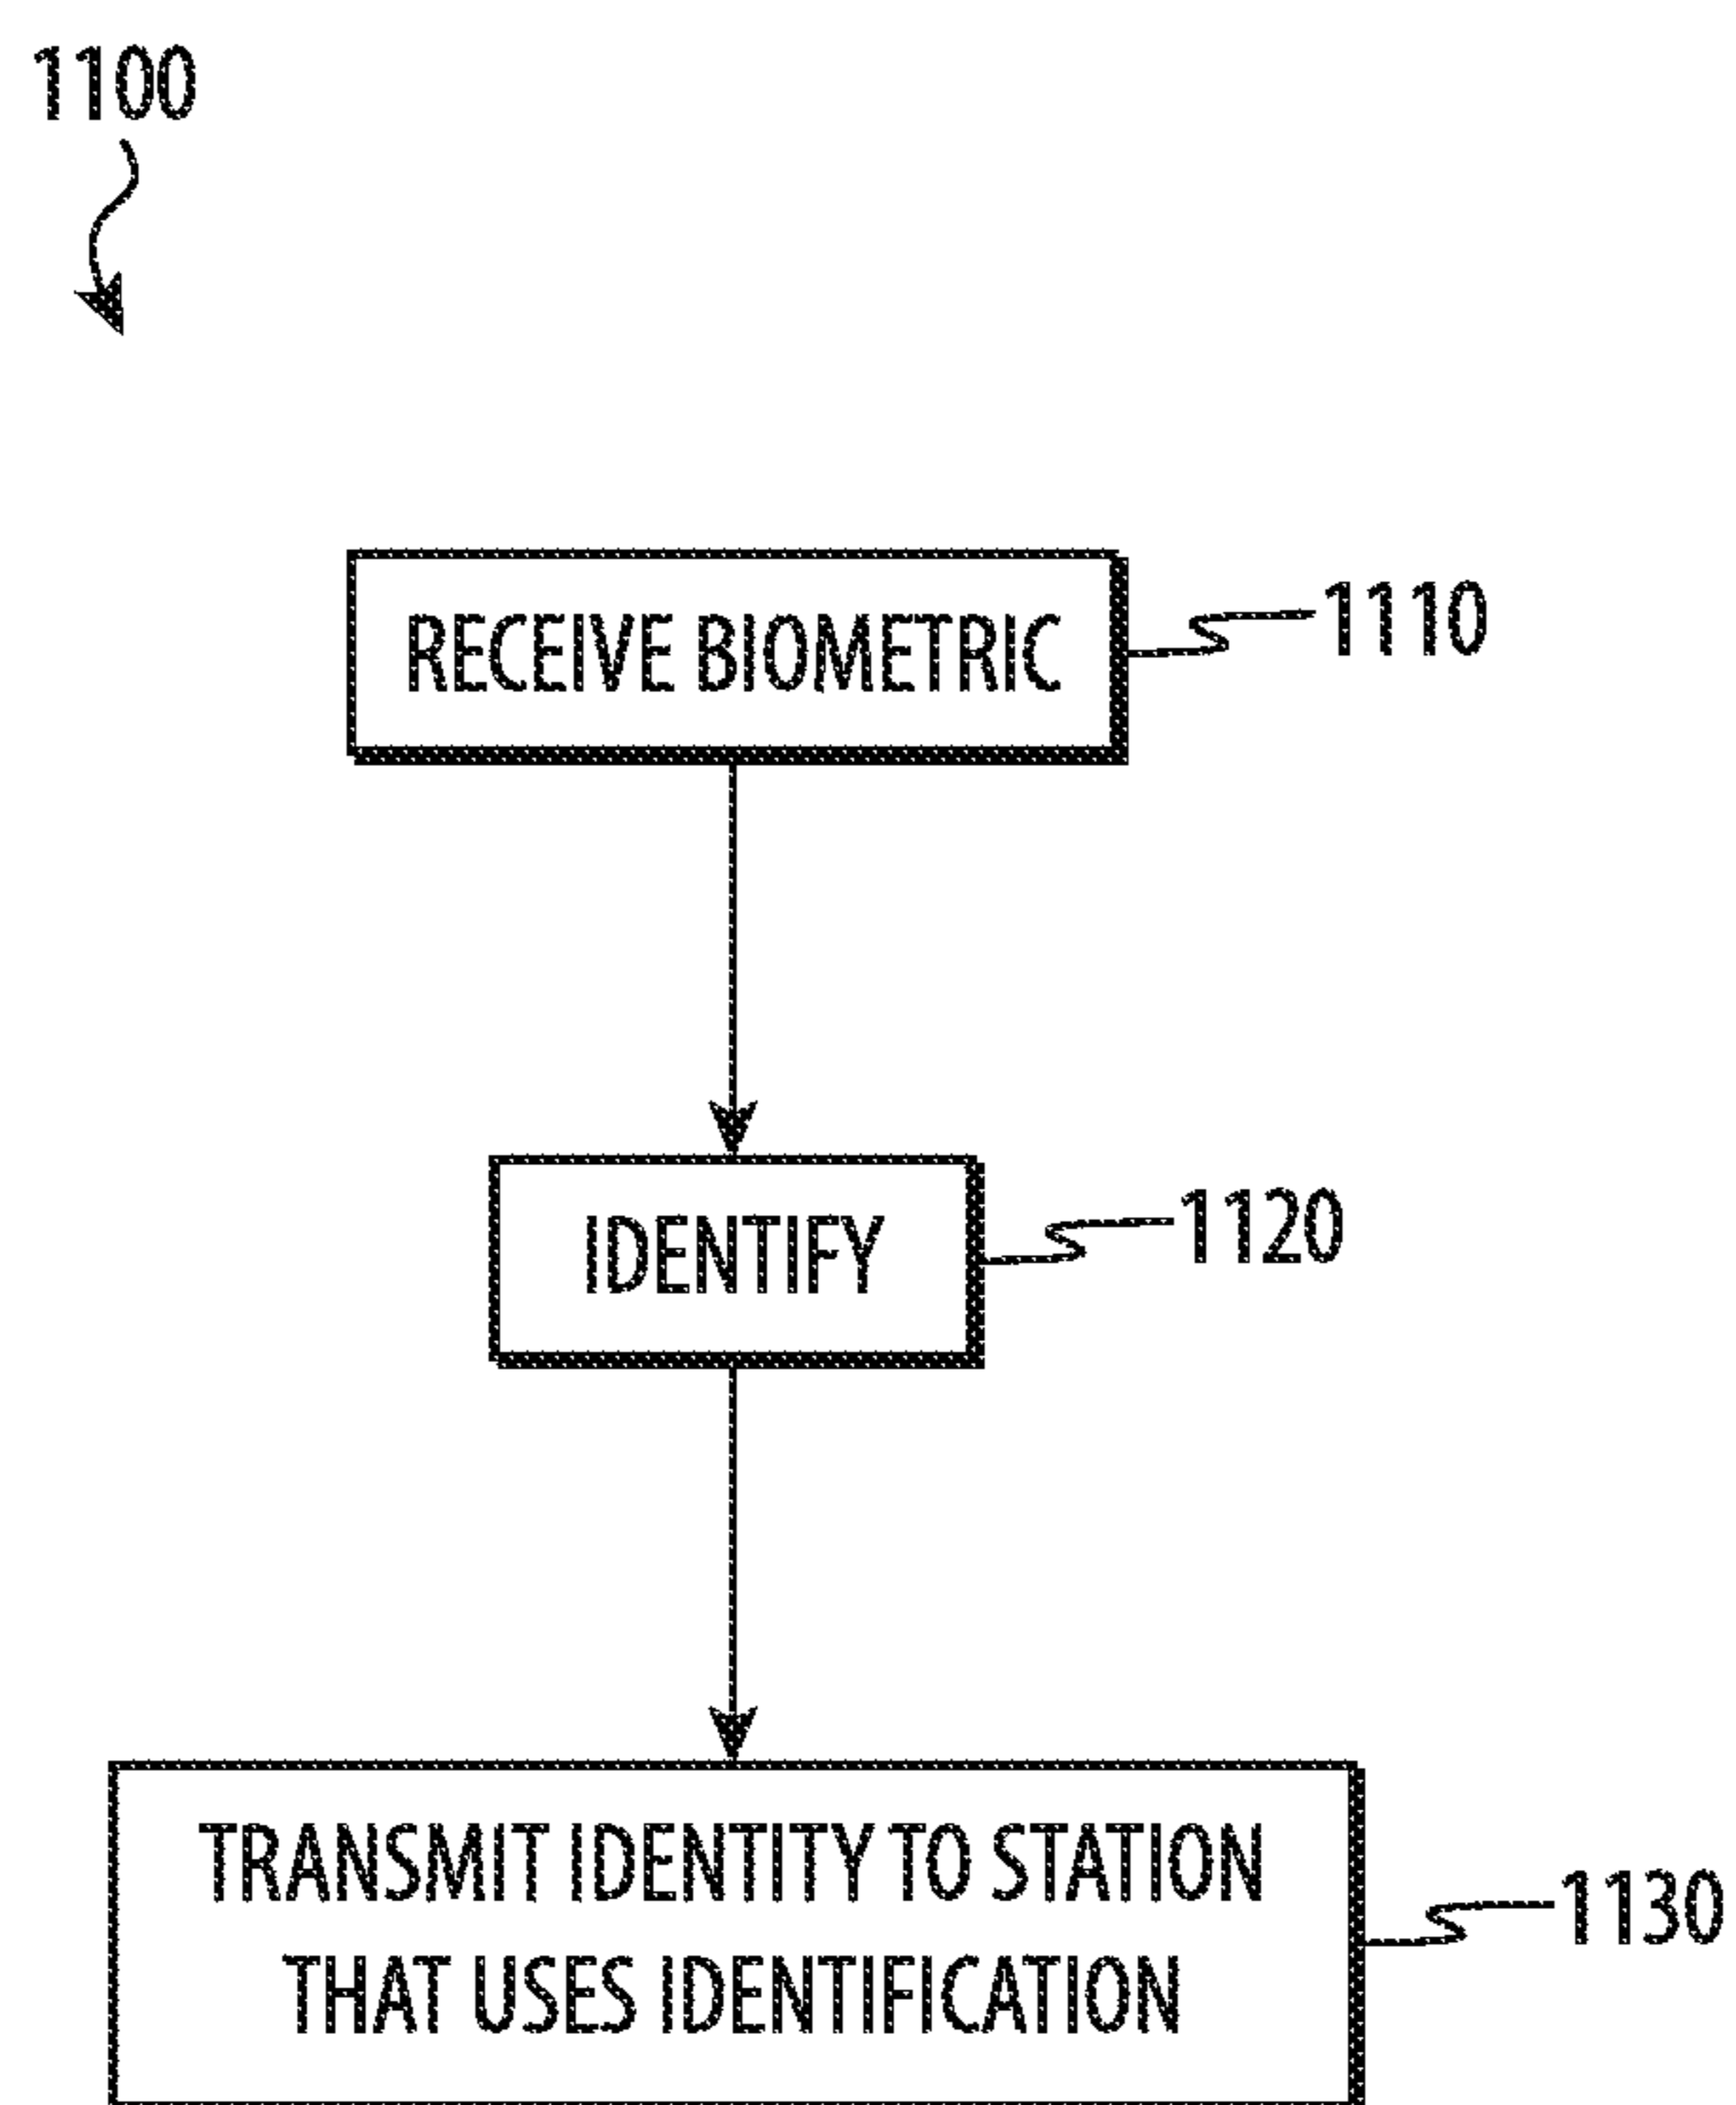 1100
RECEIVE BIOMETRIC
1110
IDENTIFY
1120
TRANSMIT IDENTITY TO STATION
THAT USES IDENTIFICATION
1130